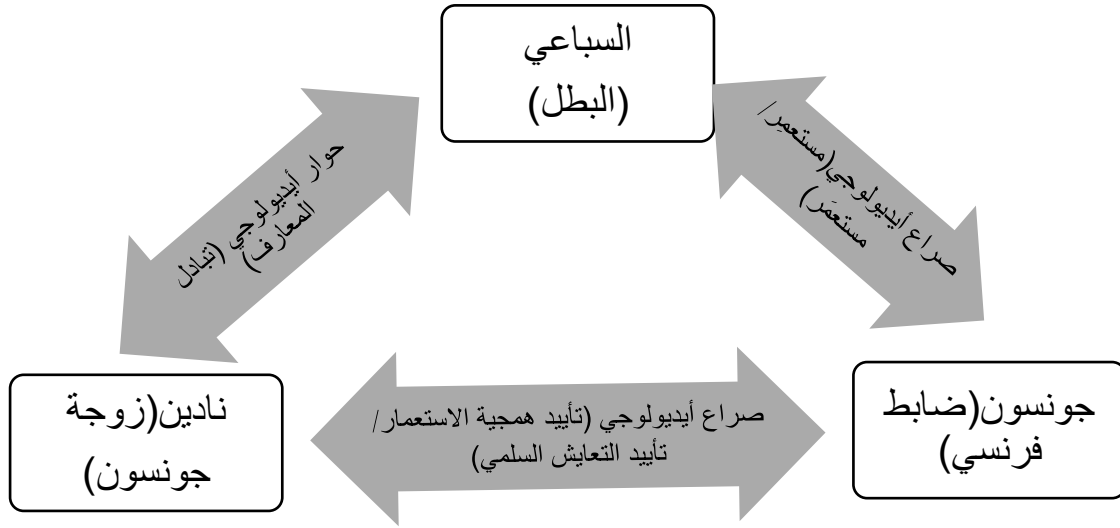 السباعي
(البطل)
صراع أيديولوجي(مستعمِر/
مستعمَر)
حوار أيديولوجي (تبادل
المعارف)
جونسون(ضابط
فرنسي)
صراع أيديولوجي (تأييد همجية الاستعمار/
تأييد التعايش السلمي)
نادين(زوجة
جونسون)